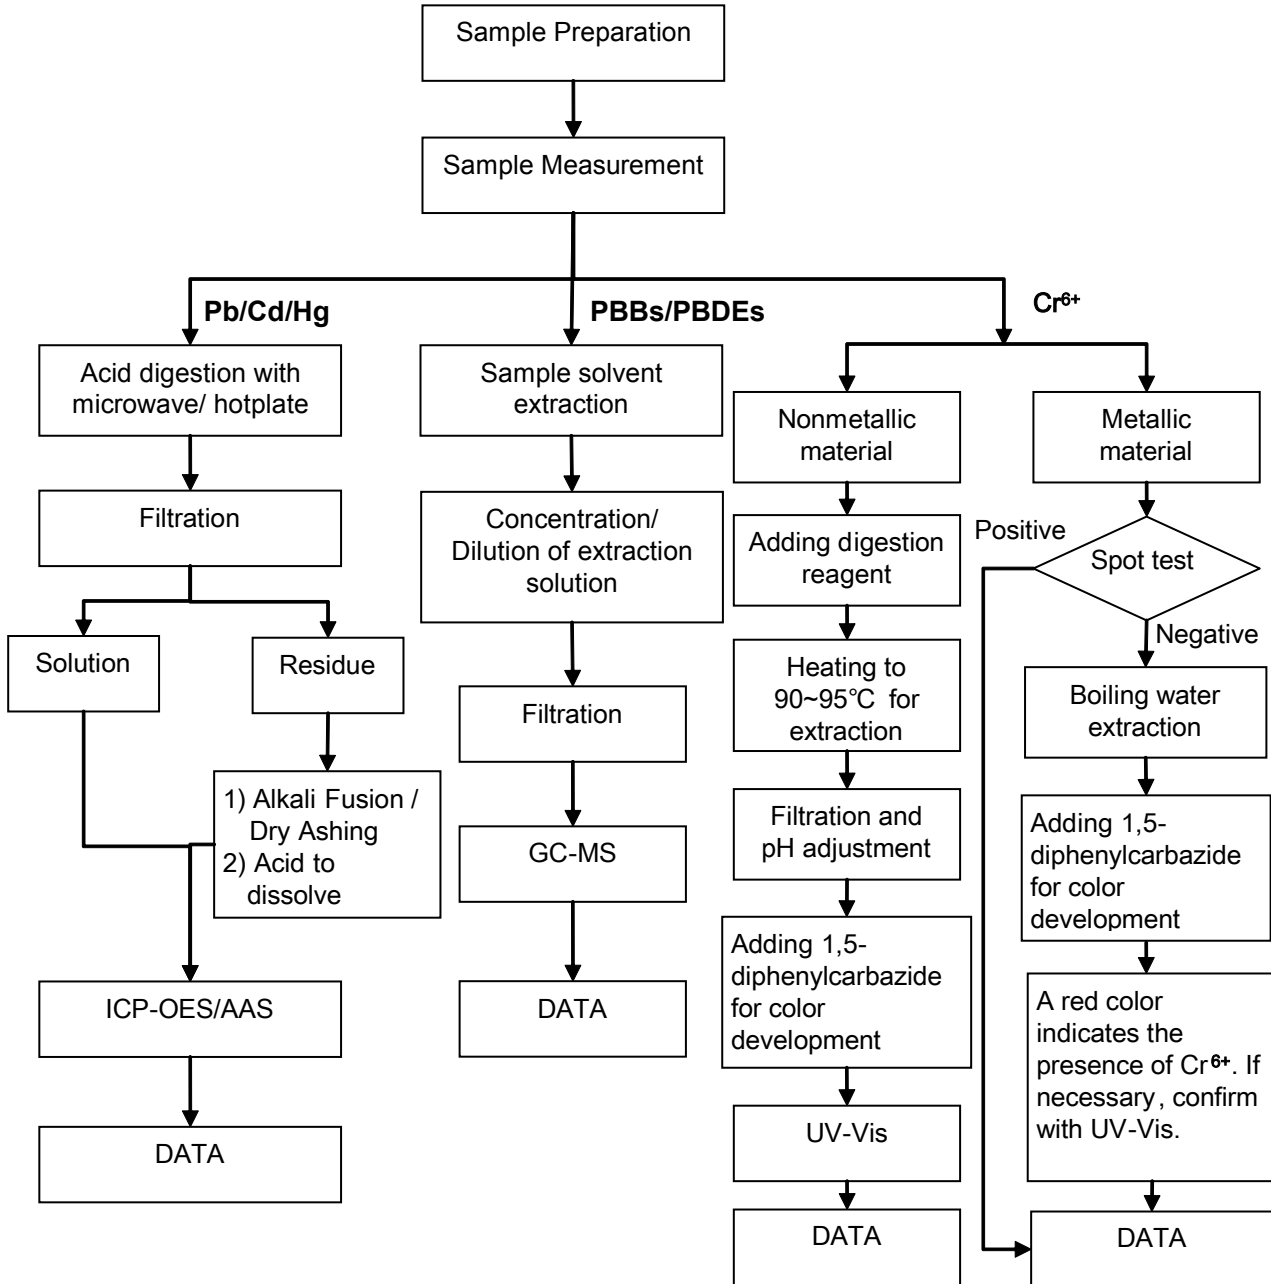 Sample Preparation
Sample Measurement
Pb/Cd/Hg
PBBs/PBDEs
Cr⁶⁺
Acid digestion with
microwave/ hotplate
Filtration
Solution
Residue
1) Alkali Fusion /
Dry Ashing
2) Acid to
dissolve
ICP-OES/AAS
DATA
Sample solvent
extraction
Concentration/
Dilution of extraction
solution
Filtration
GC-MS
DATA
Nonmetallic
material
Adding digestion
reagent
Heating to
90~95℃ for
extraction
Filtration and
pH adjustment
Adding 1,5-
diphenylcarbazide
for color
development
UV-Vis
DATA
Metallic
material
Positive
Spot test
Negative
Boiling water
extraction
Adding 1,5-
diphenylcarbazide
for color
development
A red color
indicates the
presence of Cr⁶⁺. If
necessary, confirm
with UV-Vis.
DATA